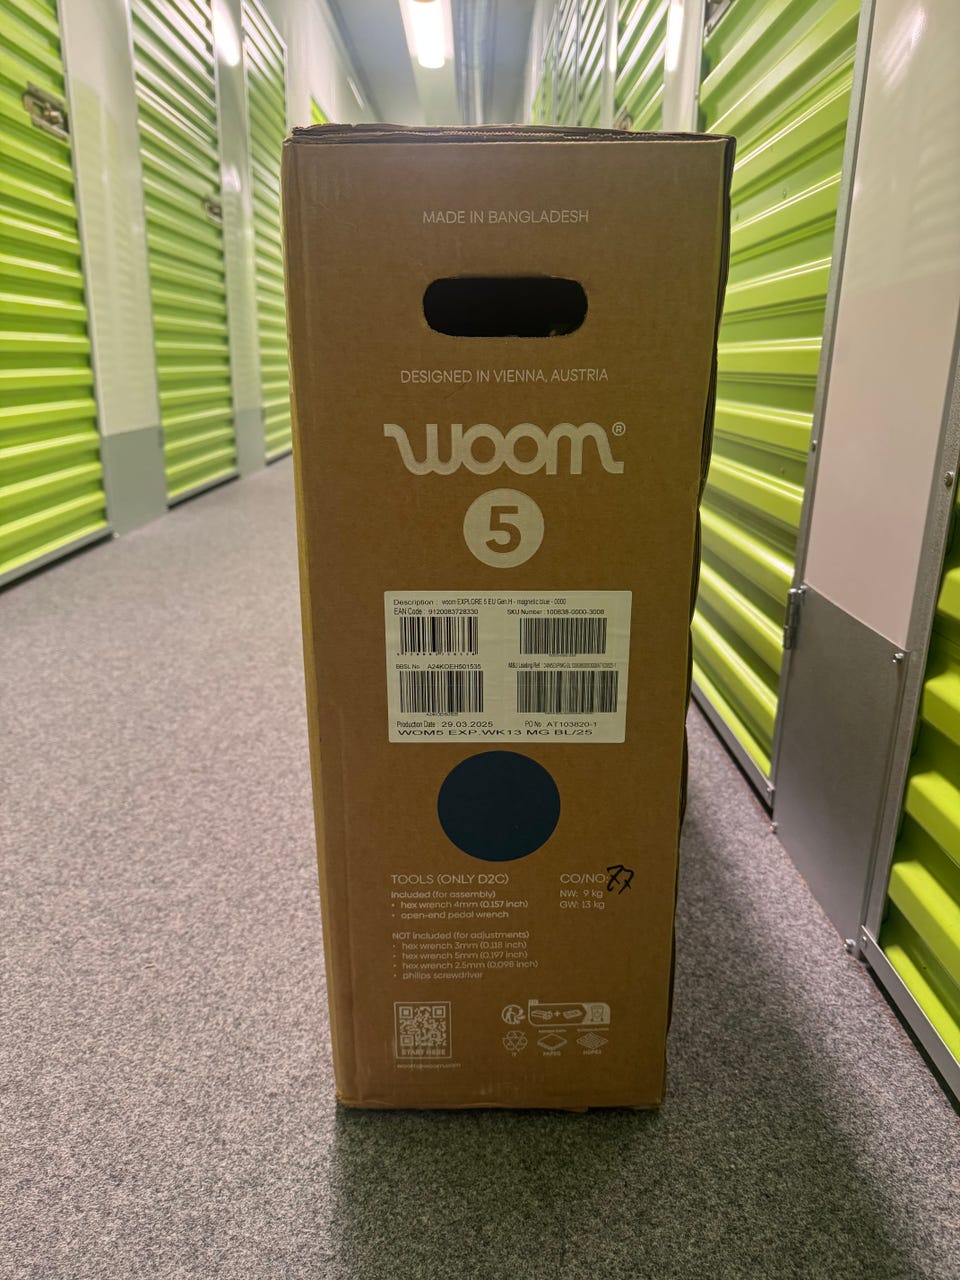 MADE IN BANGLADESH
DESIGNED IN VIENNA, AUSTRIA
woom®
5
Description : woom EXPLORE 5 EU Gen.H - magnetic blue - 0000
EAN Code : 9120083728330 SKU Number : 100838-0000-3008
BBSL No A24KOEH501535
Production Date : 29.03.2025 PO No : AT103820-1
WOM5 EXP.WK13 MG BL/25
TOOLS (ONLY D2C)
Included (for assembly)
• hex wrench 4mm (0.157 inch)
• open-end pedal wrench
NOT included (for adjustments)
• hex wrench 3mm (0.118 inch)
• hex wrench 5mm (0.197 inch)
• hex wrench 2.5mm (0.098 inch)
• philips screwdriver
CO/NO: 77
NW: 9 kg
GW: 13 kg
START HERE
woom@woom.com